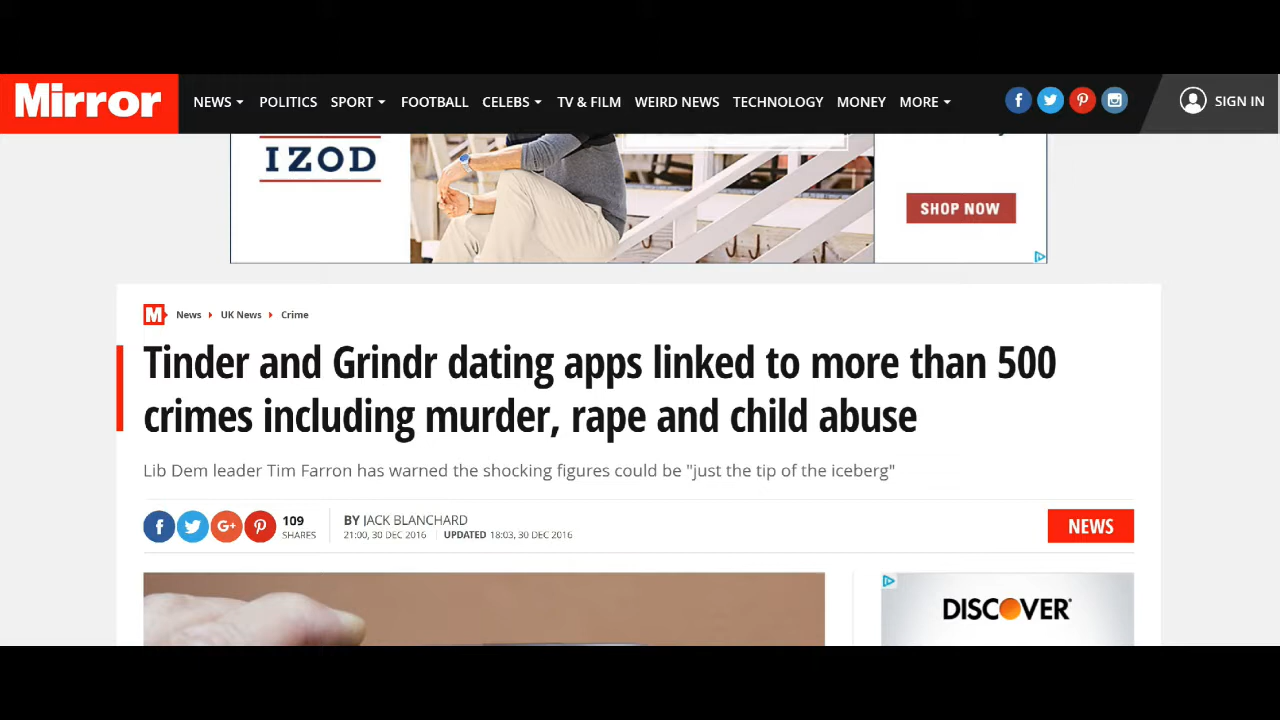 Mirror
NEWS POLITICS SPORT FOOTBALL CELEBS TV & FILM WEIRD NEWS TECHNOLOGY MONEY MORE SIGN IN
IZOD
SHOP NOW
M News UK News Crime
Tinder and Grindr dating apps linked to more than 500
crimes including murder, rape and child abuse
Lib Dem leader Tim Farron has warned the shocking figures could be "just the tip of the iceberg"
109
SHARES
BY JACK BLANCHARD
21:00, 30 DEC 2016 UPDATED 18:03, 30 DEC 2016
NEWS
DISCOVER